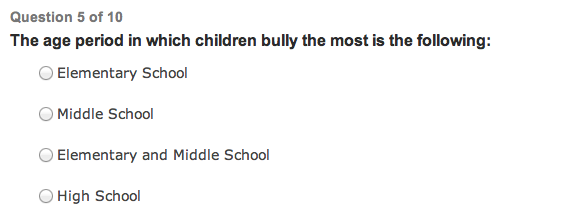 Question 5 of 10
The age period in which children bully the most is the following:
Elementary School
Middle School
Elementary and Middle School
High School